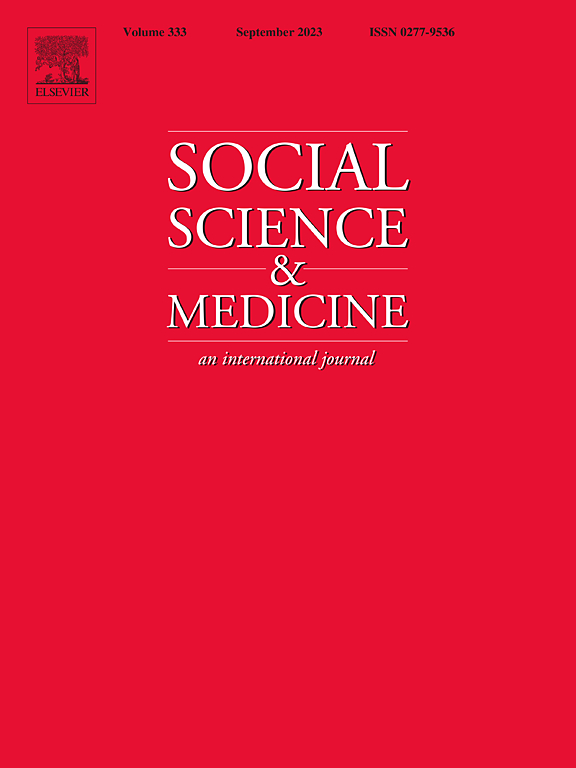 Volume 333 September 2023 ISSN 0277-9536
ELSEVIER
SOCIAL
SCIENCE
&
MEDICINE
an international journal